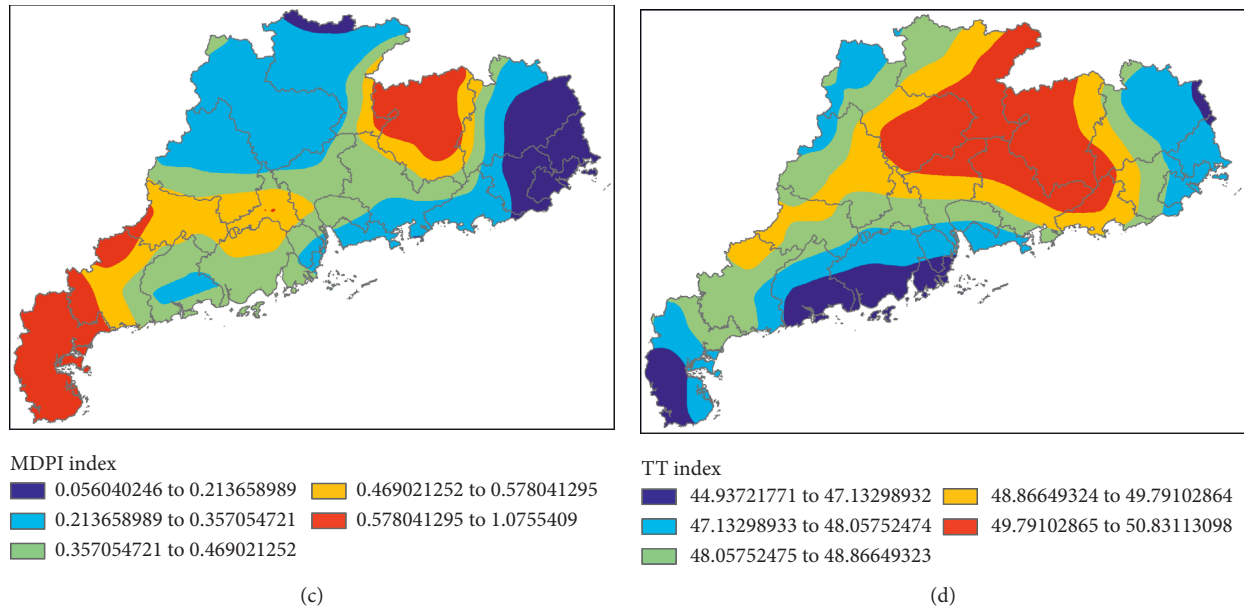 MDPI index
0.056040246 to 0.213658989
0.469021252 to 0.578041295
0.213658989 to 0.357054721
0.578041295 to 1.0755409
0.357054721 to 0.469021252
(c)
TT index
44.93721771 to 47.13298932
48.86649324 to 49.79102864
47.13298933 to 48.05752474
49.79102865 to 50.83113098
48.05752475 to 48.86649323
(d)